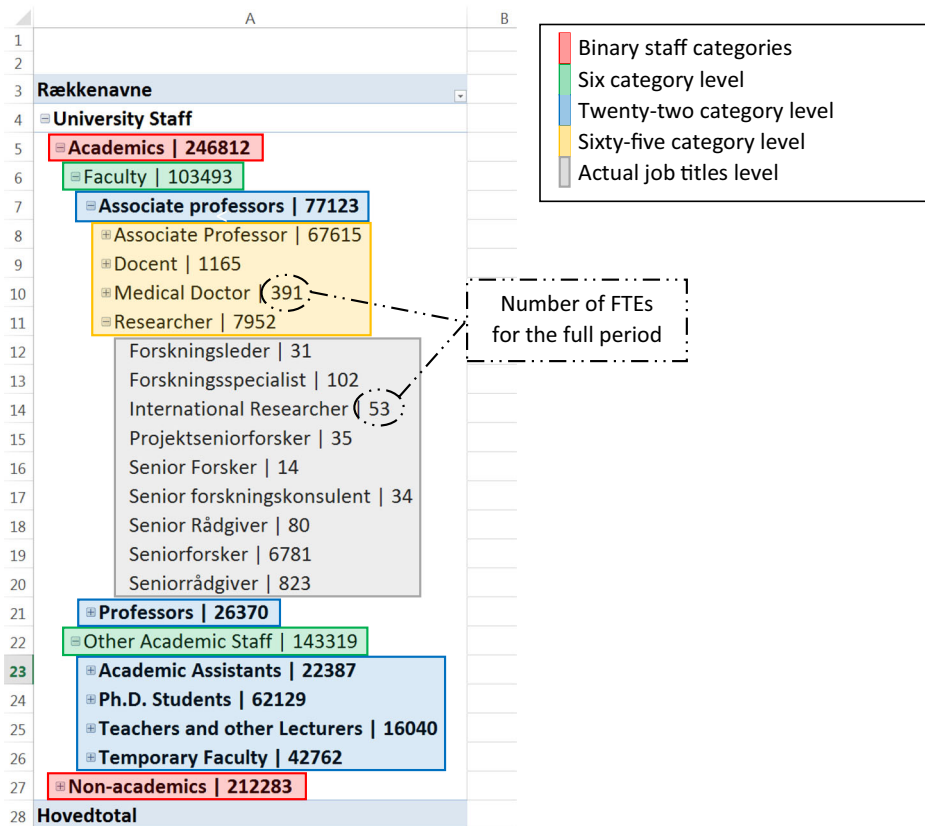 A
B
1
2
3 Rækkenavne
4 University Staff
5 Academics | 246812
6 Faculty | 103493
7 Associate professors | 77123
8 Associate Professor | 67615
9 Docent | 1165
10 Medical Doctor | 391
11 Researcher | 7952
12 Forskningsleder | 31
13 Forskningsspecialist | 102
14 International Researcher | 53
15 Projektseniorforsker | 35
16 Senior Forsker | 14
17 Senior forskningskonsulent | 34
18 Senior Rådgiver | 80
19 Seniorforsker | 6781
20 Seniorrådgiver | 823
21 Professors | 26370
22 Other Academic Staff | 143319
23 Academic Assistants | 22387
24 Ph.D. Students | 62129
25 Teachers and other Lecturers | 16040
26 Temporary Faculty | 42762
27 Non-academics | 212283
28 Hovedtotal
Binary staff categories
Six category level
Twenty-two category level
Sixty-five category level
Actual job titles level
Number of FTEs
for the full period